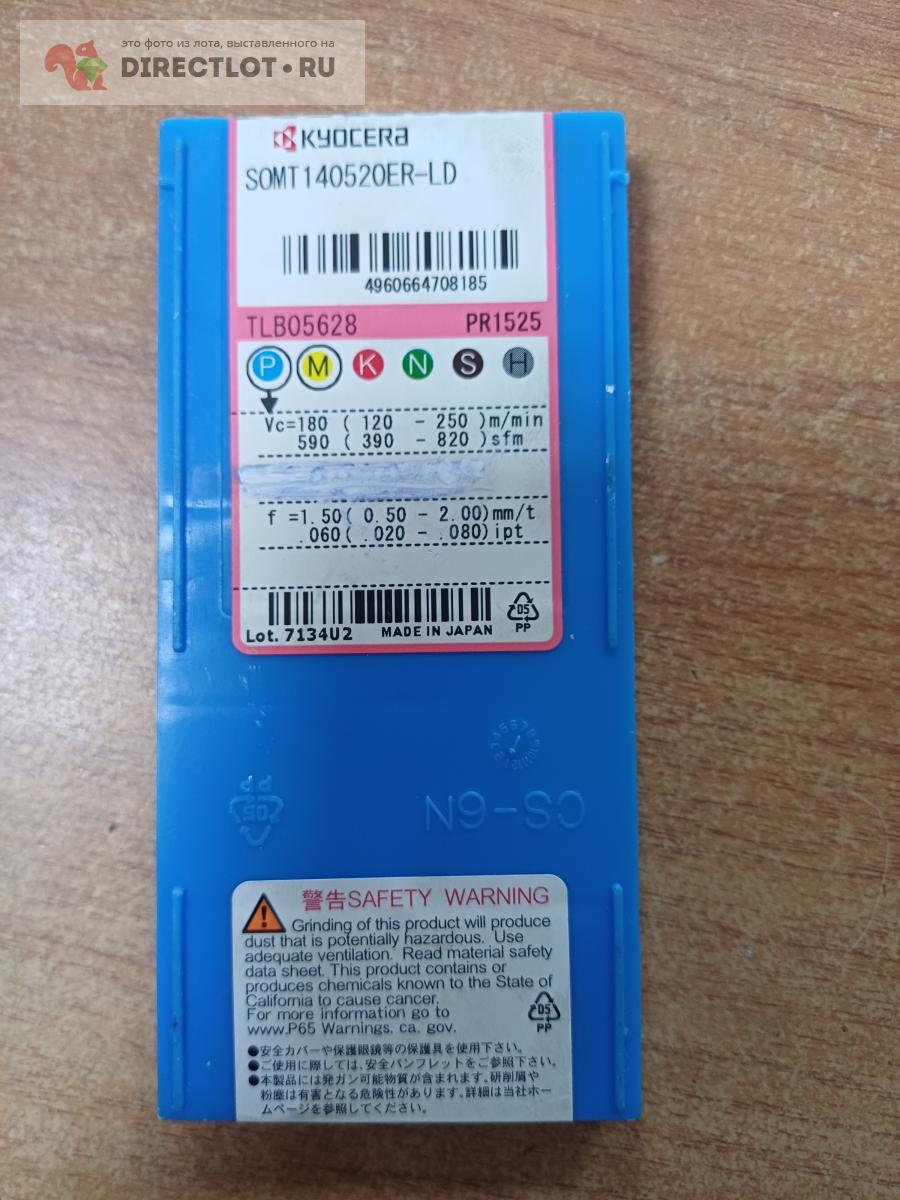 это фото из лота, выставленного на
DIRECTLOT•RU
KYOCERA
SOMT140520ER-LD
4960664708185
TLB05628 PR1525
P M K N S H
Vc=180 ( 120 - 250 )m/min
590 ( 390 - 820 )sfm
f =1.50( 0.50 - 2.00)mm/t
.060( .020 - .080)ipt
Lot. 7134U2 MADE IN JAPAN
05
PP
CS-6N
警告SAFETY WARNING
Grinding of this product will produce
dust that is potentially hazardous. Use
adequate ventilation. Read material safety
data sheet. This product contains or
produces chemicals known to the State of
California to cause cancer.
For more information go to
www.P65 Warnings. ca. gov.
05
PP
●安全カバーや保護眼鏡等の保護具を使用下さい。
●ご使用に際しては、安全パンフレットをご参照下さい。
●本製品には発ガン可能物質が含まれます。研削屑や
粉塵は有害となる危険性があります。詳細は当社ホー
ムページを参照してください。